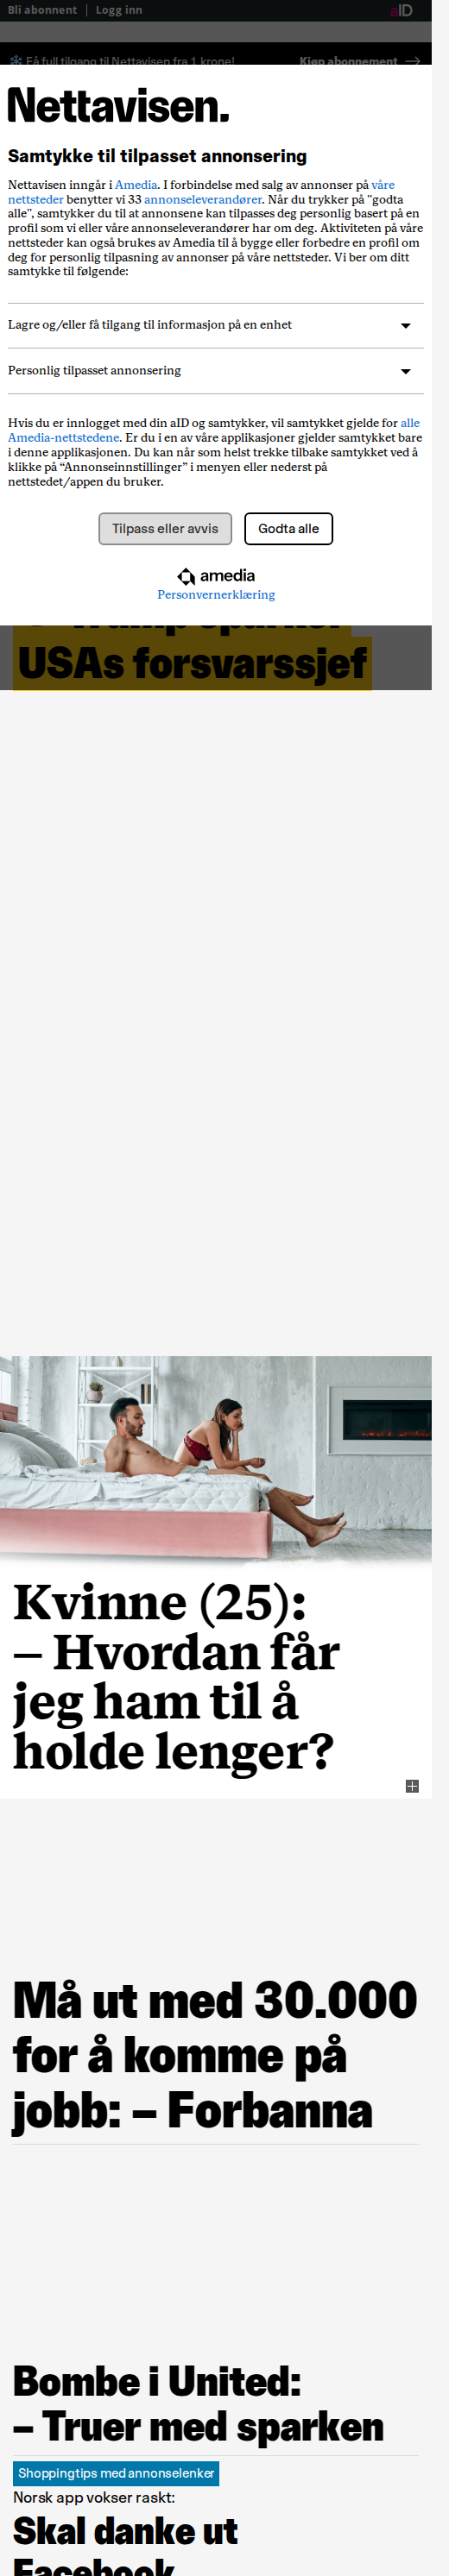 Bli abonnent | Logg inn aID
Få full tilgang til Nettavisen fra 1 krone! Kjøp abonnement →
Nettavisen.
Samtykke til tilpasset annonsering
Nettavisen inngår i Amedia. I forbindelse med salg av annonser på våre
nettsteder benytter vi 33 annonseleverandører. Når du trykker på "godta
alle", samtykker du til at annonsene kan tilpasses deg personlig basert på en
profil som vi eller våre annonseleverandører har om deg. Aktiviteten på våre
nettsteder kan også brukes av Amedia til å bygge eller forbedre en profil om
deg for personlig tilpasning av annonser på våre nettsteder. Vi ber om ditt
samtykke til følgende:
Lagre og/eller få tilgang til informasjon på en enhet
Personlig tilpasset annonsering
Hvis du er innlogget med din aID og samtykker, vil samtykket gjelde for alle
Amedia-nettstedene. Er du i en av våre applikasjoner gjelder samtykket bare
i denne applikasjonen. Du kan når som helst trekke tilbake samtykket ved å
klikke på “Annonseinnstillinger” i menyen eller nederst på
nettstedet/appen du bruker.
Tilpass eller avvis Godta alle
amedia
Personvernerklæring
Trump sparker
USAs forsvarssjef
Kvinne (25):
– Hvordan får
jeg ham til å
holde lenger?
Må ut med 30.000
for å komme på
jobb: – Forbanna
Bombe i United:
– Truer med sparken
Shoppingtips med annonselenker
Norsk app vokser raskt:
Skal danke ut
Facebook